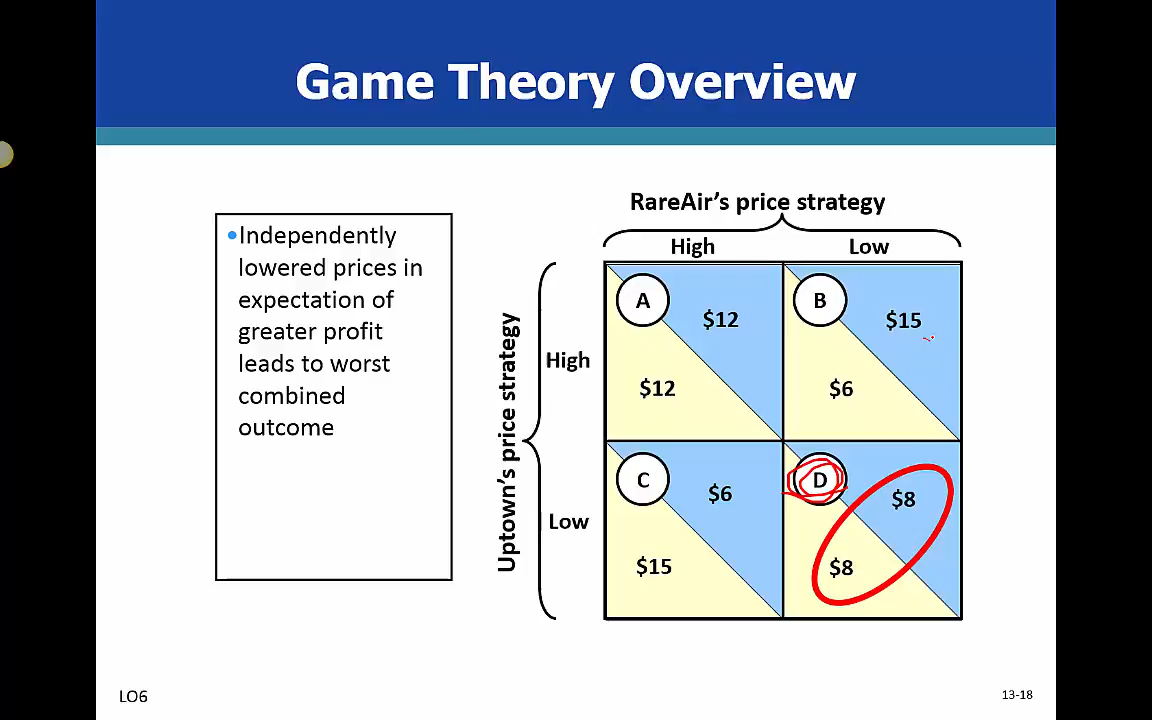 Game Theory Overview
•Independently
lowered prices in
expectation of
greater profit
leads to worst
combined
outcome
RareAir’s price strategy
High Low
Uptown’s price strategy
High
Low
A $12
$12
B $15
$6
C $6
$15
D $8
$8
LO6
13-18